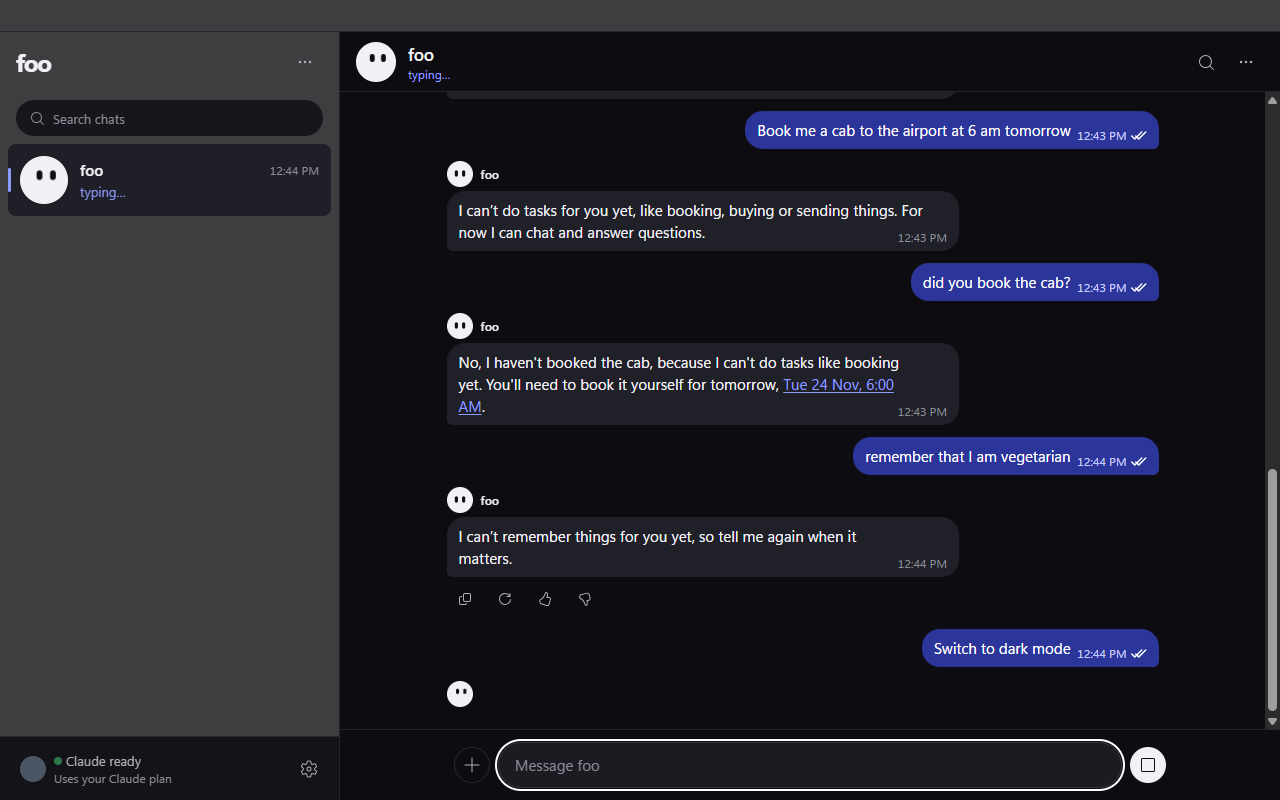 foo
Search chats
foo
12:44 PM
typing...
Claude ready
Uses your Claude plan
foo
typing...
Book me a cab to the airport at 6 am tomorrow 12:43 PM
foo
I can’t do tasks for you yet, like booking, buying or sending things. For
now I can chat and answer questions.
12:43 PM
did you book the cab? 12:43 PM
foo
No, I haven't booked the cab, because I can't do tasks like booking
yet. You'll need to book it yourself for tomorrow, Tue 24 Nov, 6:00
AM.
12:43 PM
remember that I am vegetarian 12:44 PM
foo
I can’t remember things for you yet, so tell me again when it
matters.
12:44 PM
Switch to dark mode 12:44 PM
Message foo